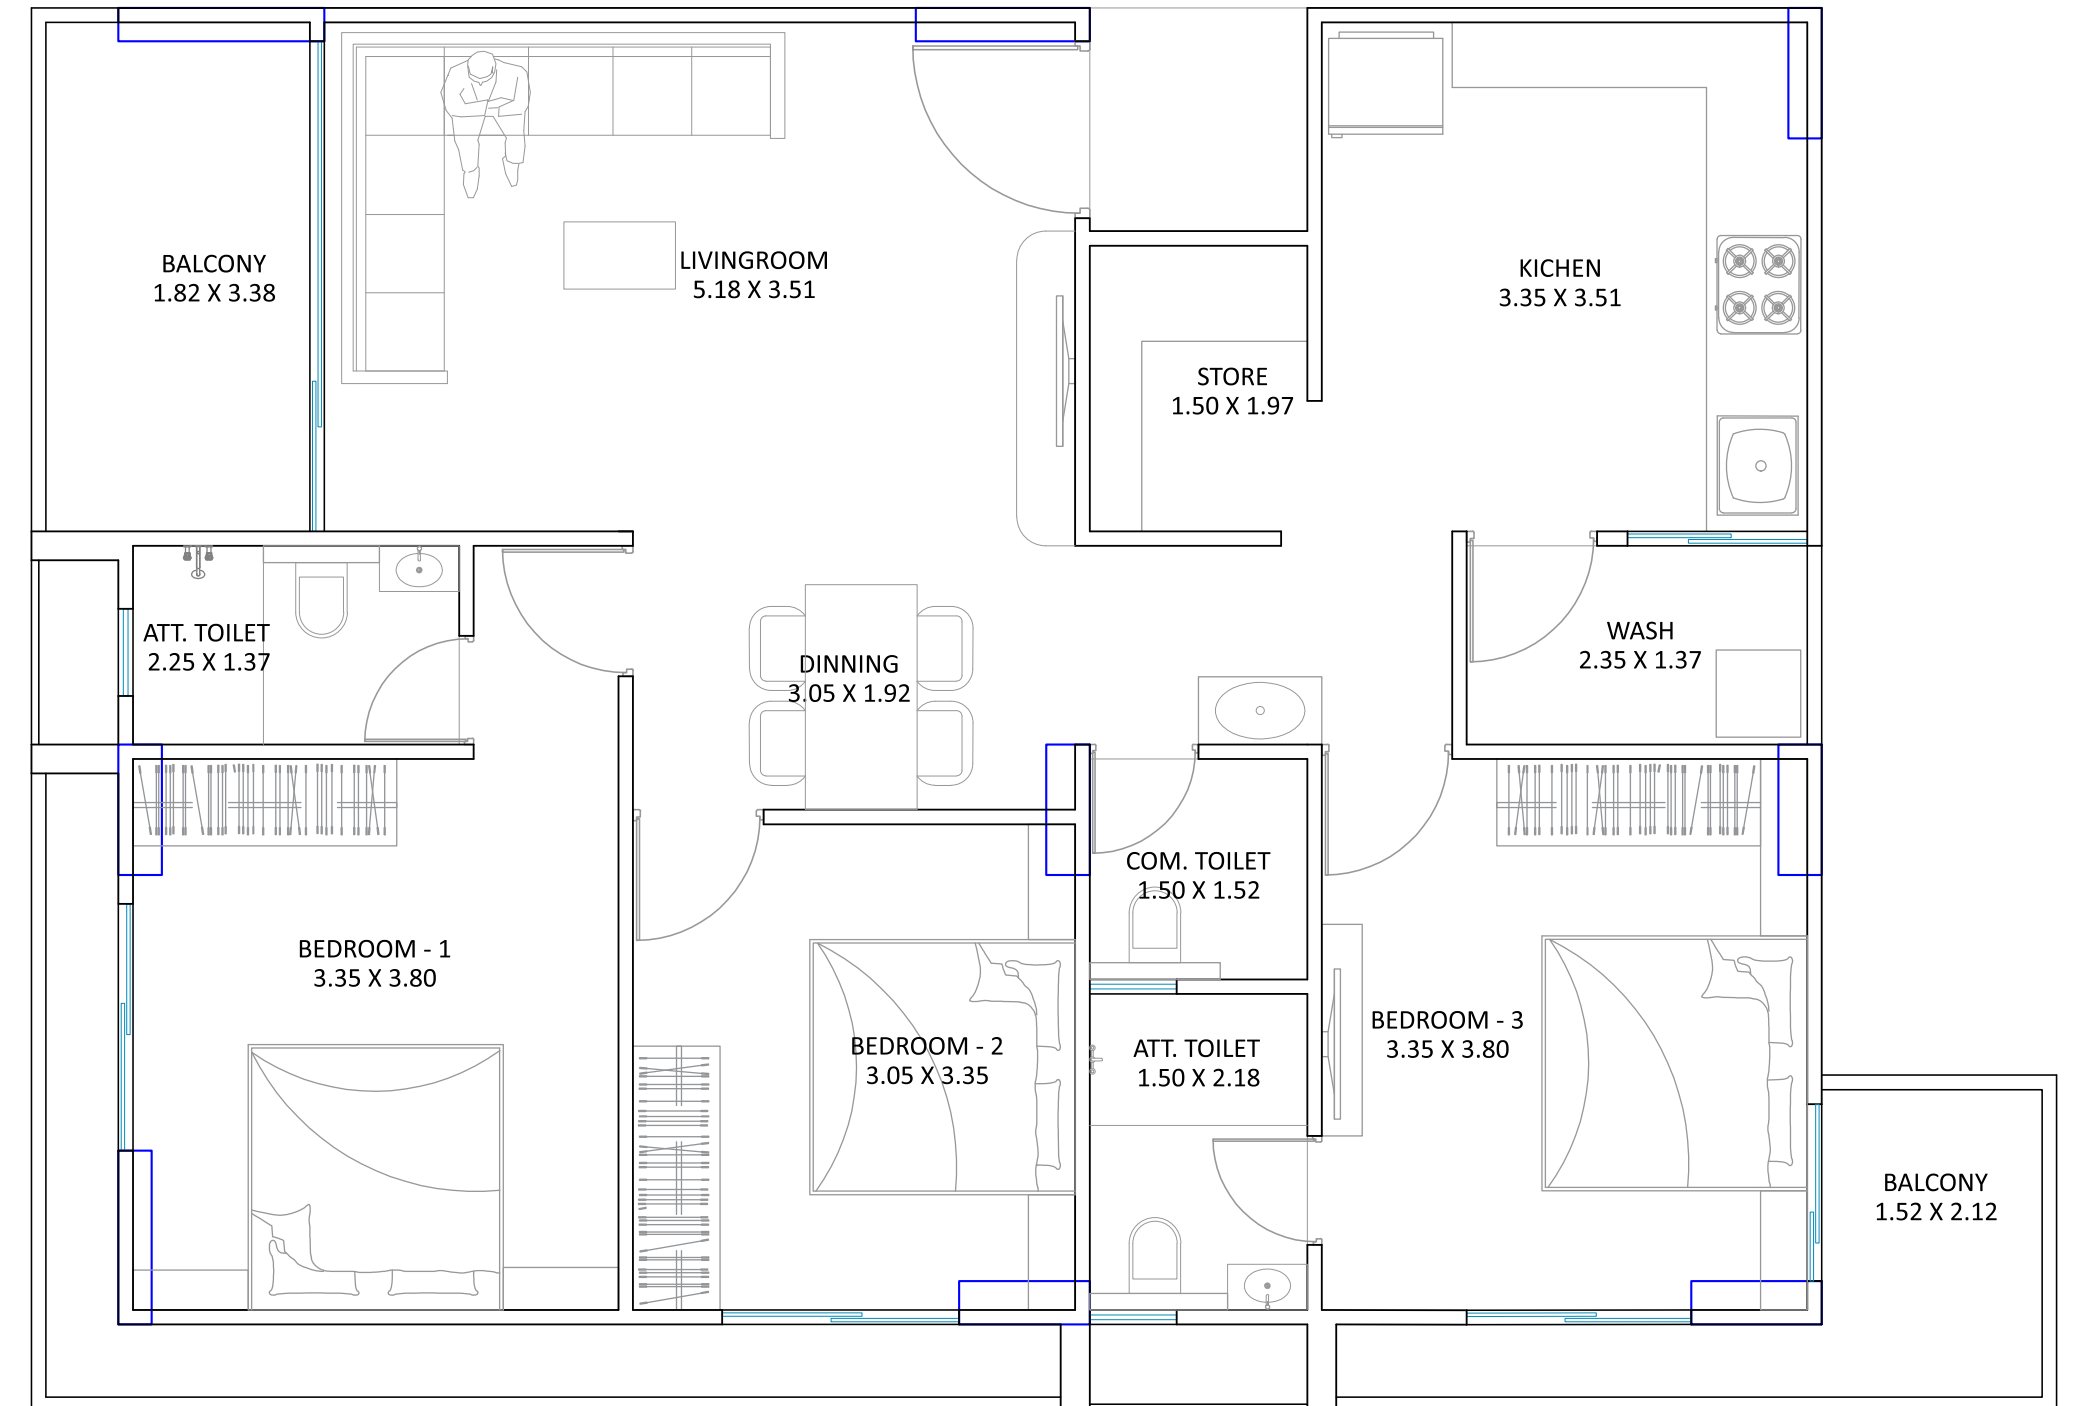 BALCONY
1.82 X 3.38
LIVINGROOM
5.18 X 3.51
KICHEN
3.35 X 3.51
STORE
1.50 X 1.97
ATT. TOILET
2.25 X 1.37
DINNING
3.05 X 1.92
WASH
2.35 X 1.37
COM. TOILET
1.50 X 1.52
BEDROOM - 1
3.35 X 3.80
BEDROOM - 2
3.05 X 3.35
ATT. TOILET
1.50 X 2.18
BEDROOM - 3
3.35 X 3.80
BALCONY
1.52 X 2.12